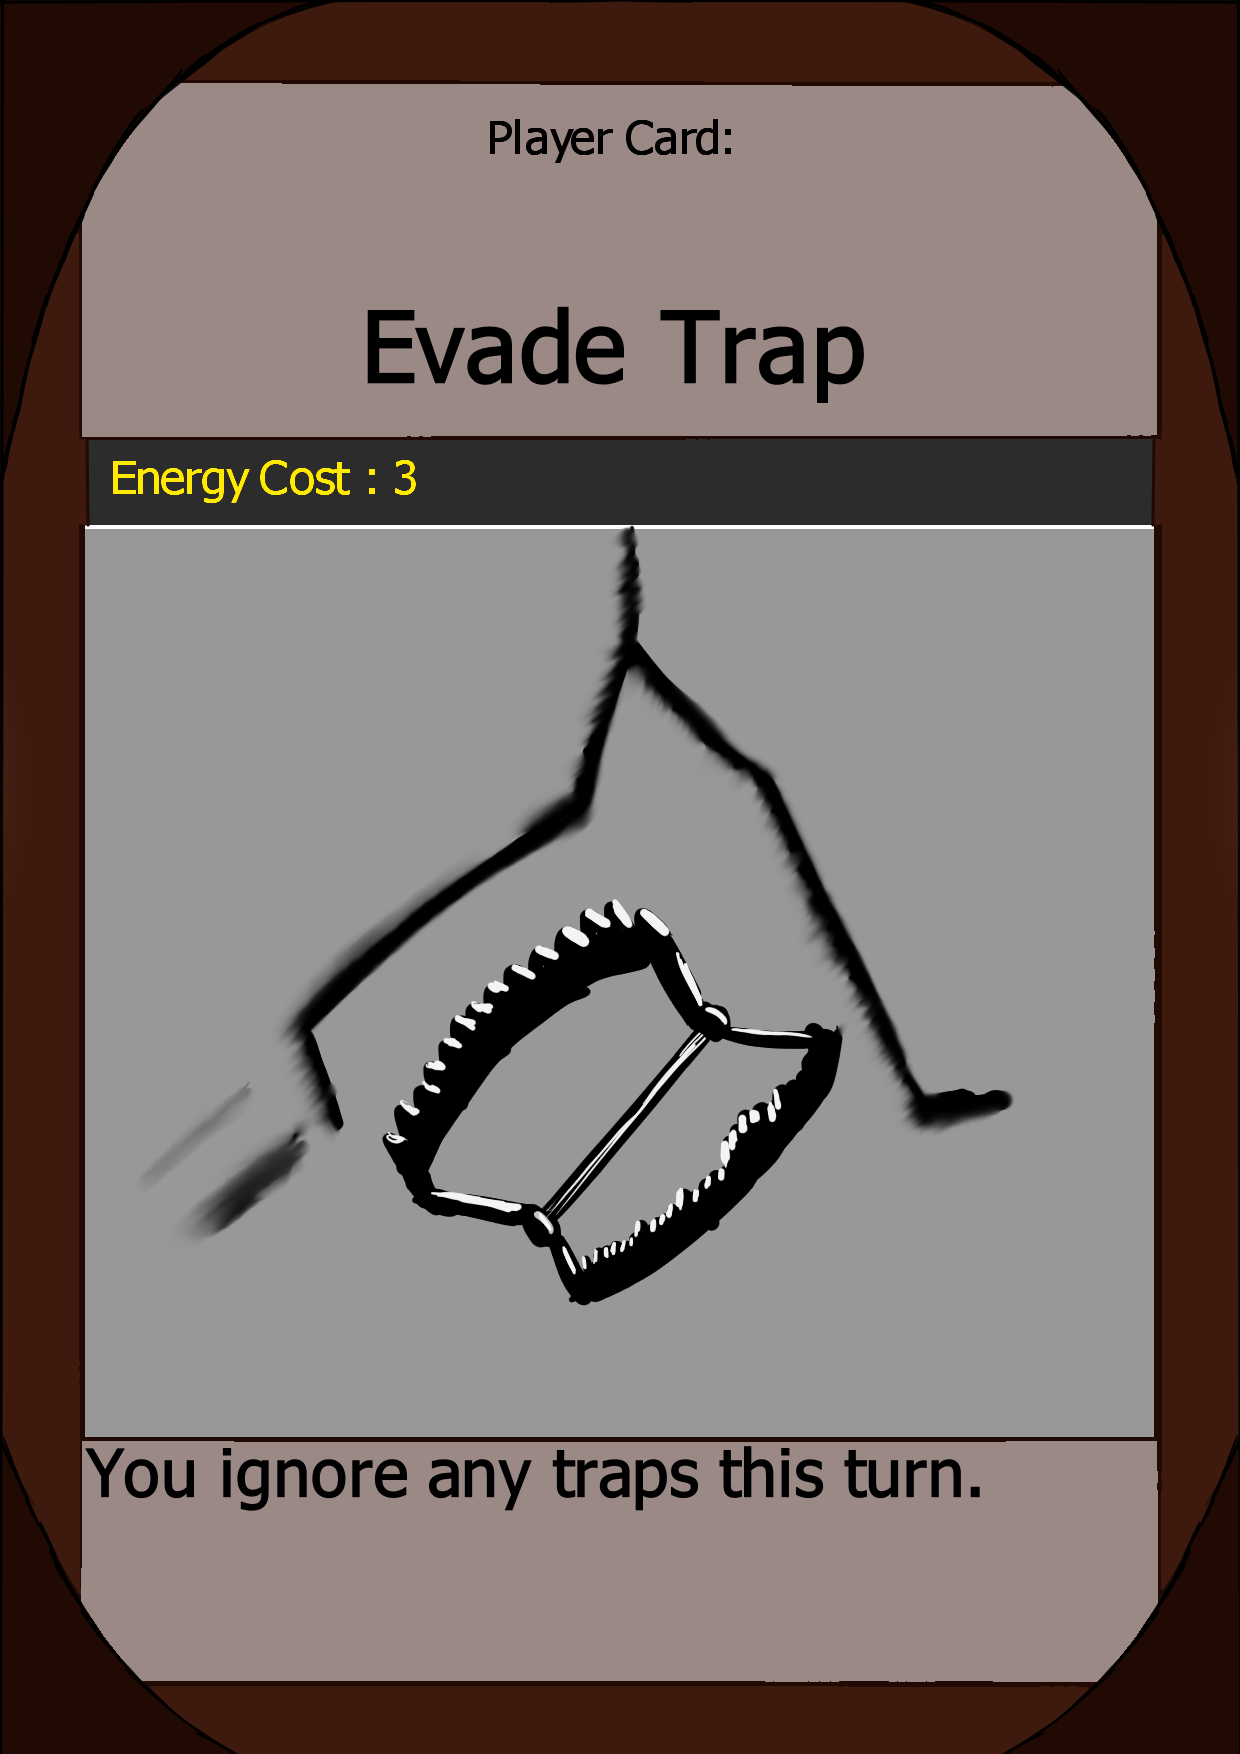 Player Card:
Evade Trap
Energy Cost : 3
You ignore any traps this turn.